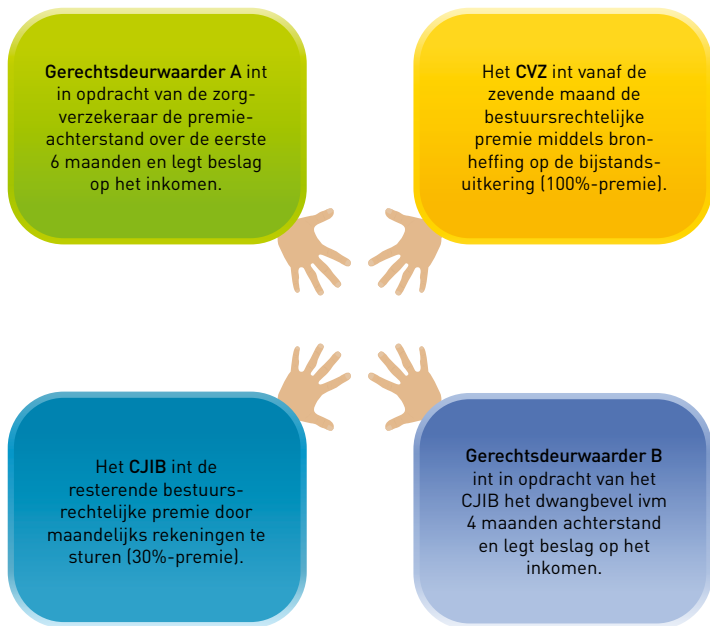 Gerechtsdeurwaarder A int
in opdracht van de zorg-
verzekeraar de premie-
achterstand over de eerste
6 maanden en legt beslag
op het inkomen.
Het CVZ int vanaf de
zevende maand de
bestuursrechtelijke
premie middels bron-
heffing op de bijstands-
uitkering (100%-premie).
Het CJIB int de
resterende bestuurs-
rechtelijke premie door
maandelijks rekeningen te
sturen (30%-premie).
Gerechtsdeurwaarder B
int in opdracht van het
CJIB het dwangbevel ivm
4 maanden achterstand
en legt beslag op het
inkomen.